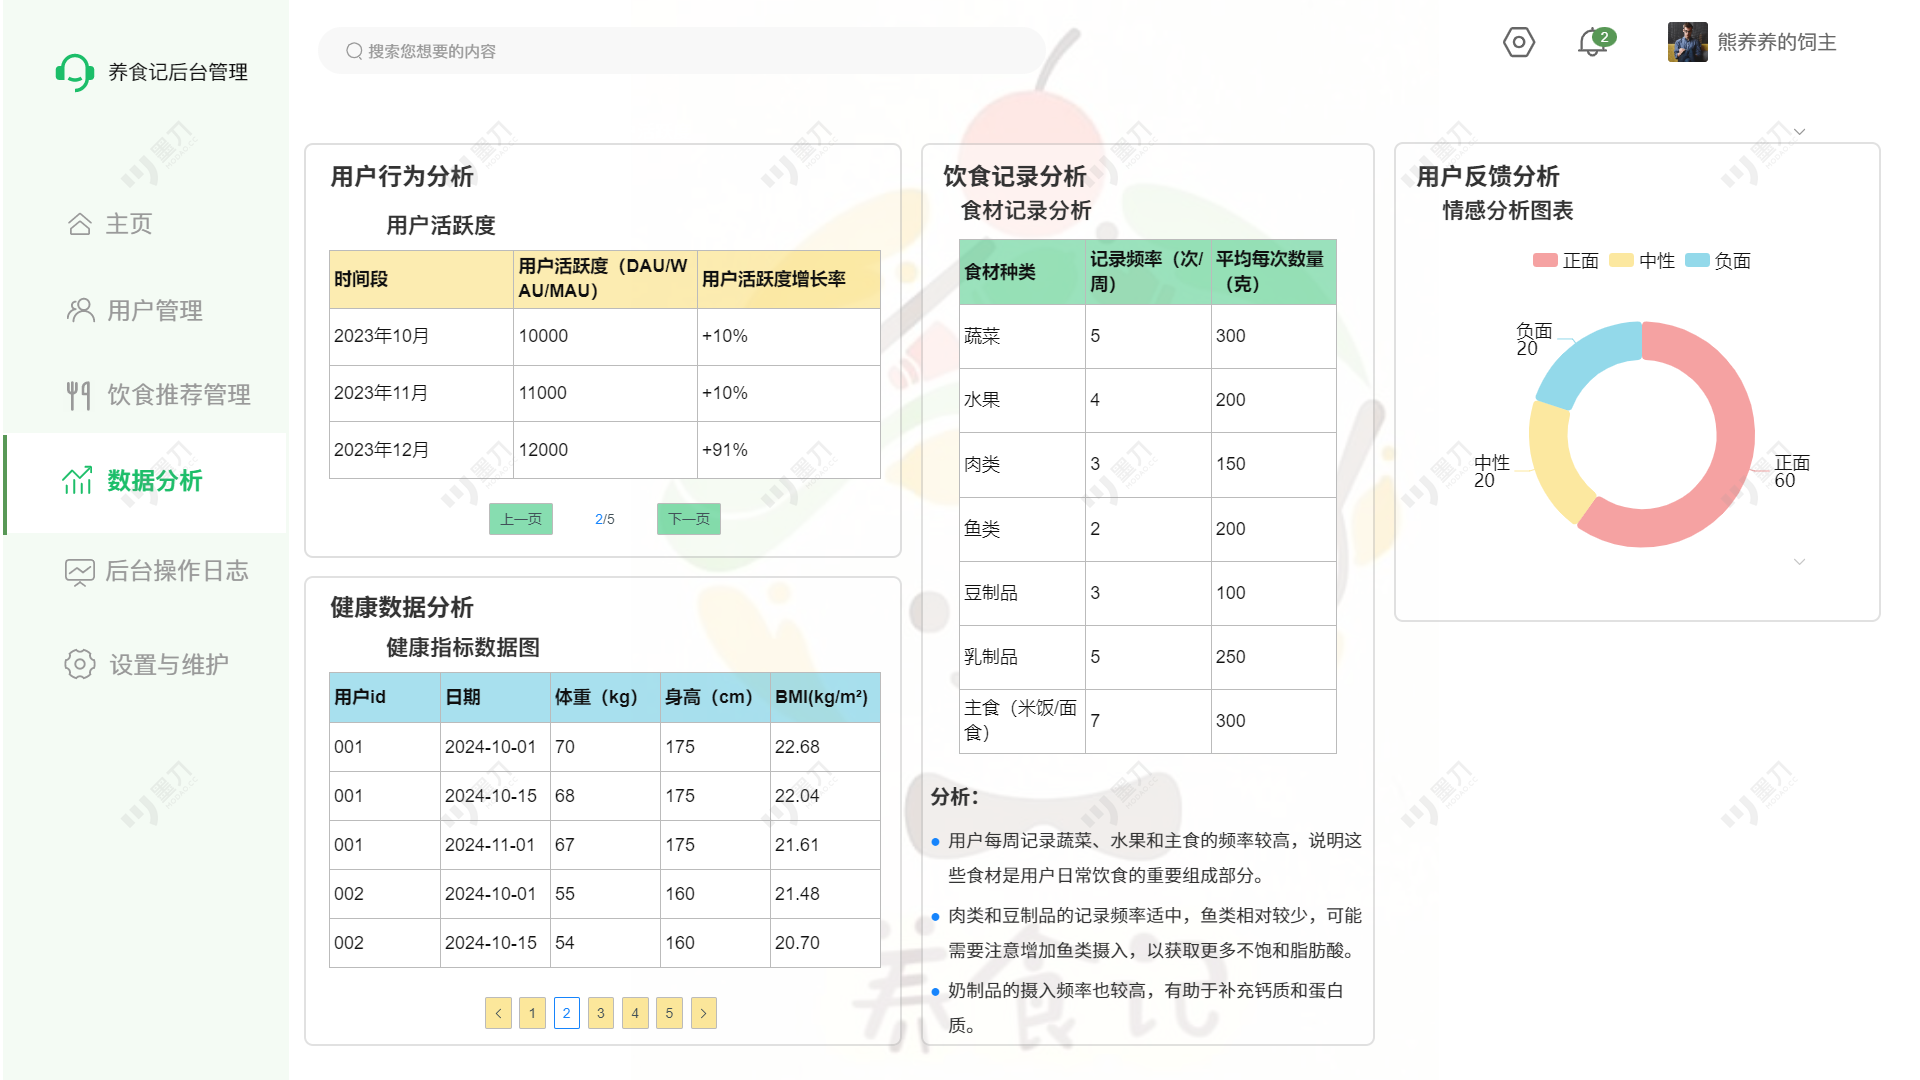 养食记后台管理
主页
用户管理
饮食推荐管理
数据分析
后台操作日志
设置与维护
搜索您想要的内容
2
熊养养的饲主
用户行为分析
用户活跃度
时间段 用户活跃度（DAU/W 用户活跃度增长率
AU/MAU）
2023年10月 10000 +10%
2023年11月 11000 +10%
2023年12月 12000 +91%
上一页 2/5 下一页
健康数据分析
健康指标数据图
用户id 日期 体重（kg） 身高（cm） BMI(kg/m²)
001 2024-10-01 70 175 22.68
001 2024-10-15 68 175 22.04
001 2024-11-01 67 175 21.61
002 2024-10-01 55 160 21.48
002 2024-10-15 54 160 20.70
< 1 2 3 4 5 >
饮食记录分析
食材记录分析
食材种类 记录频率（次/ 平均每次数量
周） （克）
蔬菜 5 300
水果 4 200
肉类 3 150
鱼类 2 200
豆制品 3 100
乳制品 5 250
主食（米饭/面 7 300
食）
分析：
用户每周记录蔬菜、水果和主食的频率较高，说明这
些食材是用户日常饮食的重要组成部分。
肉类和豆制品的记录频率适中，鱼类相对较少，可能
需要注意增加鱼类摄入，以获取更多不饱和脂肪酸。
奶制品的摄入频率也较高，有助于补充钙质和蛋白
质。
养食记
用户反馈分析
情感分析图表
正面 中性 负面
负面
20
中性
20
正面
60
墨刀
MODAO.CC